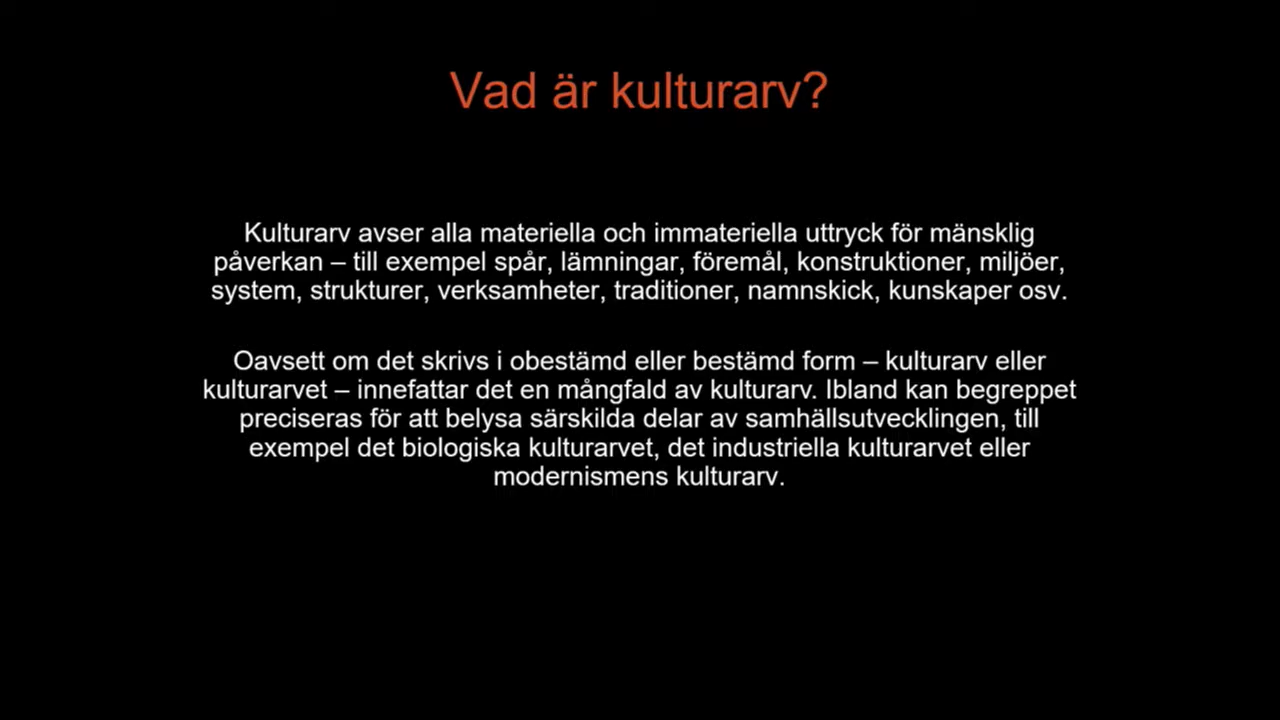 Vad är kulturarv?
Kulturarv avser alla materiella och immateriella uttryck för mänsklig
påverkan – till exempel spår, lämningar, föremål, konstruktioner, miljöer,
system, strukturer, verksamheter, traditioner, namnskick, kunskaper osv.
Oavsett om det skrivs i obestämd eller bestämd form – kulturarv eller
kulturarvet – innefattar det en mångfald av kulturarv. Ibland kan begreppet
preciseras för att belysa särskilda delar av samhällsutvecklingen, till
exempel det biologiska kulturarvet, det industriella kulturarvet eller
modernismens kulturarv.